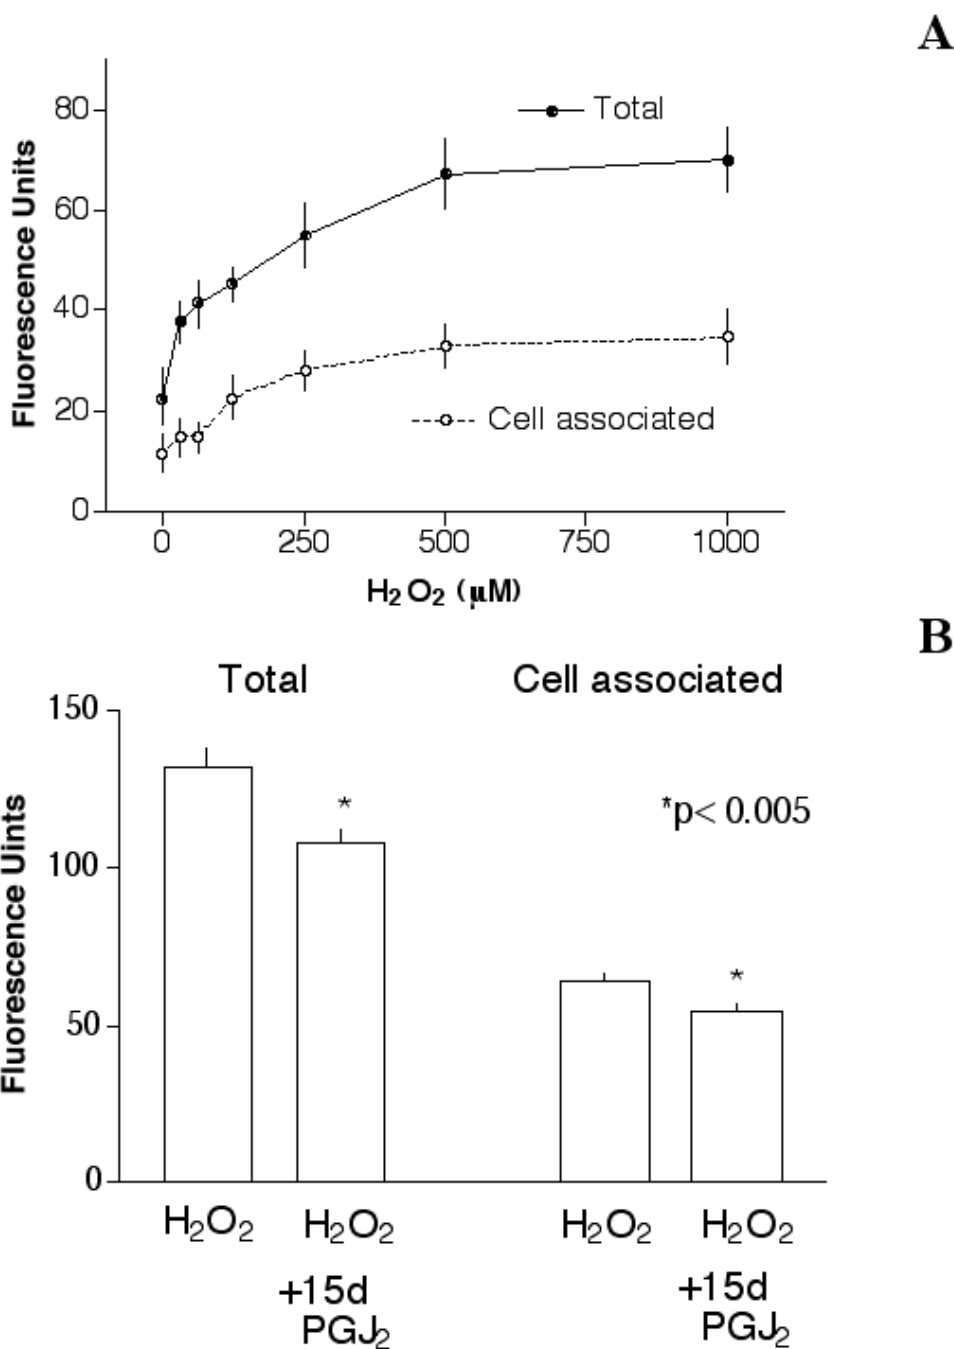 A
Fluorescence Units
80
60
40
20
0
Total
Cell associated
0 250 500 750 1000
H₂O₂ (μM)
B
Total Cell associated
Fluorescence Uints
150
100
50
0
*
*
*p< 0.005
H₂O₂ H₂O₂ H₂O₂ H₂O₂
+15d +15d
PGJ₂ PGJ₂